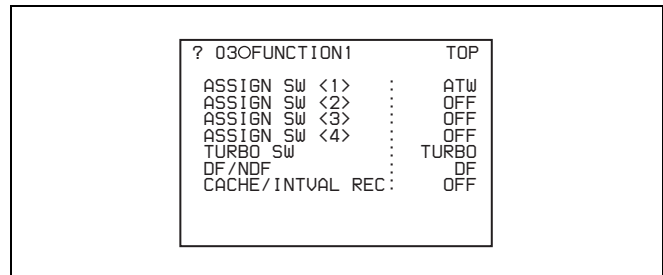 ? 03○FUNCTION1 TOP
ASSIGN SW <1> : ATW
ASSIGN SW <2> : OFF
ASSIGN SW <3> : OFF
ASSIGN SW <4> : OFF
TURBO SW : TURBO
DF/NDF : DF
CACHE/INTVAL REC: OFF